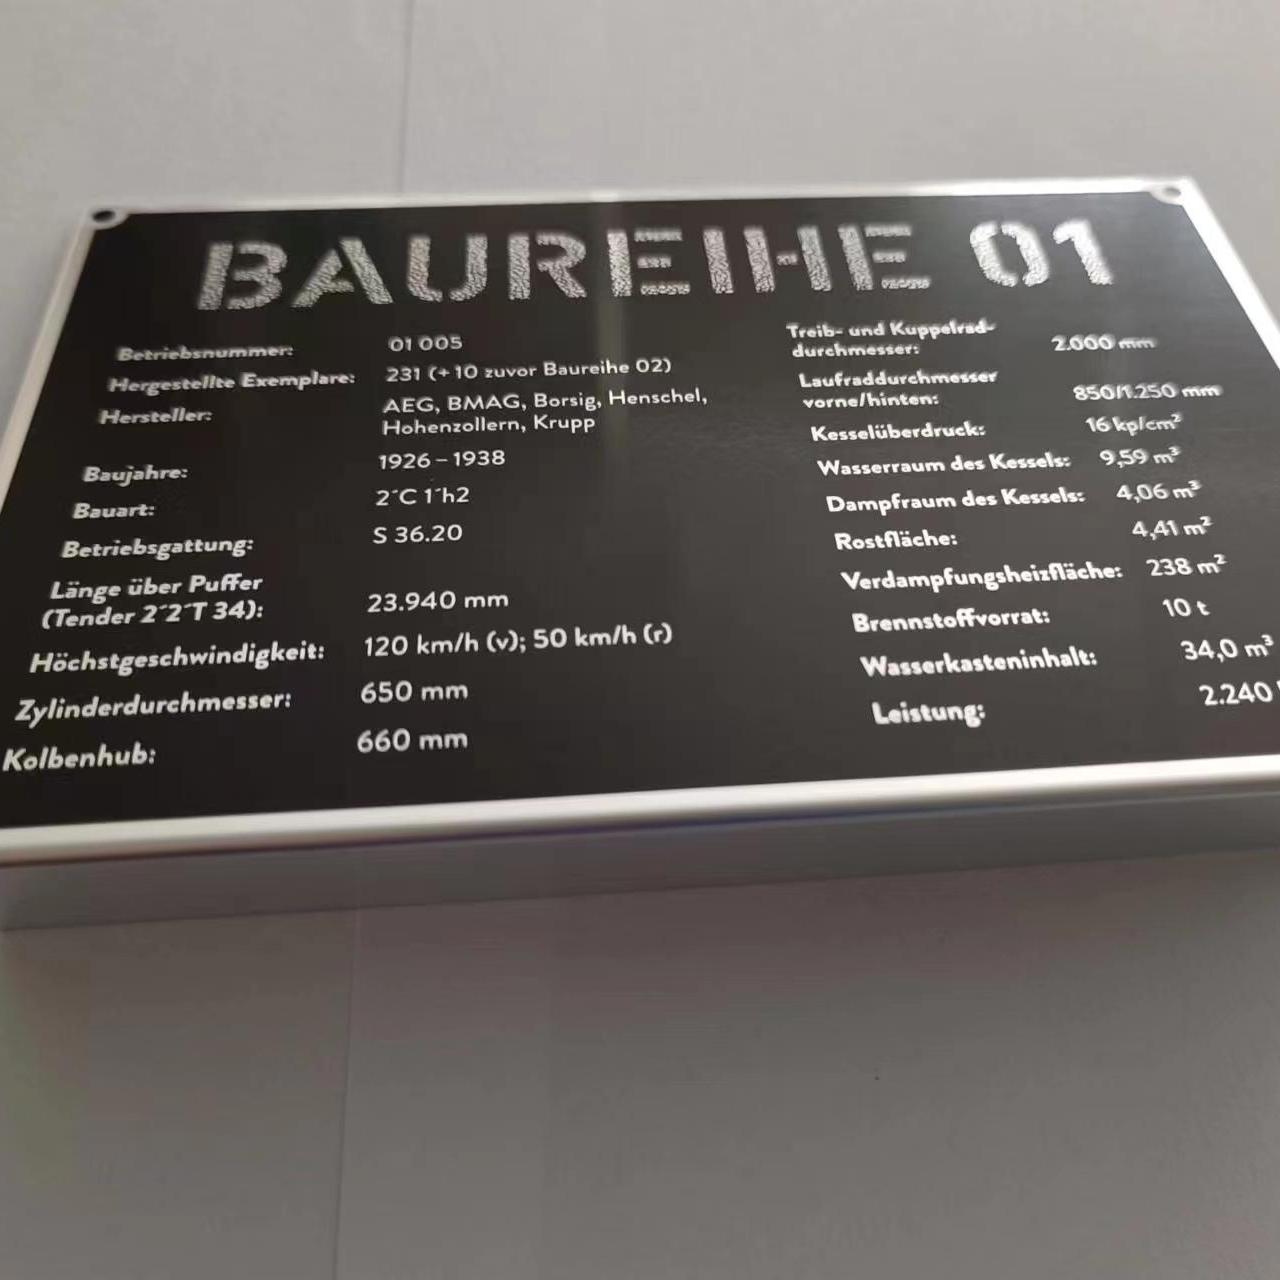 BAUREIHE 01
Betriebsnummer: 01 005
Hergestellte Exemplare: 231 (+ 10 zuvor Baureihe 02)
Hersteller: AEG, BMAG, Borsig, Henschel,
Hohenzollern, Krupp
Baujahre: 1926 – 1938
Bauart: 2´C 1´h2
Betriebsgattung: S 36.20
Länge über Puffer
(Tender 2´2´T 34): 23.940 mm
Höchstgeschwindigkeit: 120 km/h (v); 50 km/h (r)
Zylinderdurchmesser: 650 mm
Kolbenhub: 660 mm
Treib- und Kuppelrad-
durchmesser: 2.000 mm
Laufraddurchmesser
vorne/hinten: 850/1.250 mm
Kesselüberdruck: 16 kp/cm²
Wasserraum des Kessels: 9,59 m³
Dampfraum des Kessels: 4,06 m³
Rostfläche: 4,41 m²
Verdampfungsheizfläche: 238 m²
Brennstoffvorrat: 10 t
Wasserkasteninhalt: 34,0 m³
Leistung: 2.240